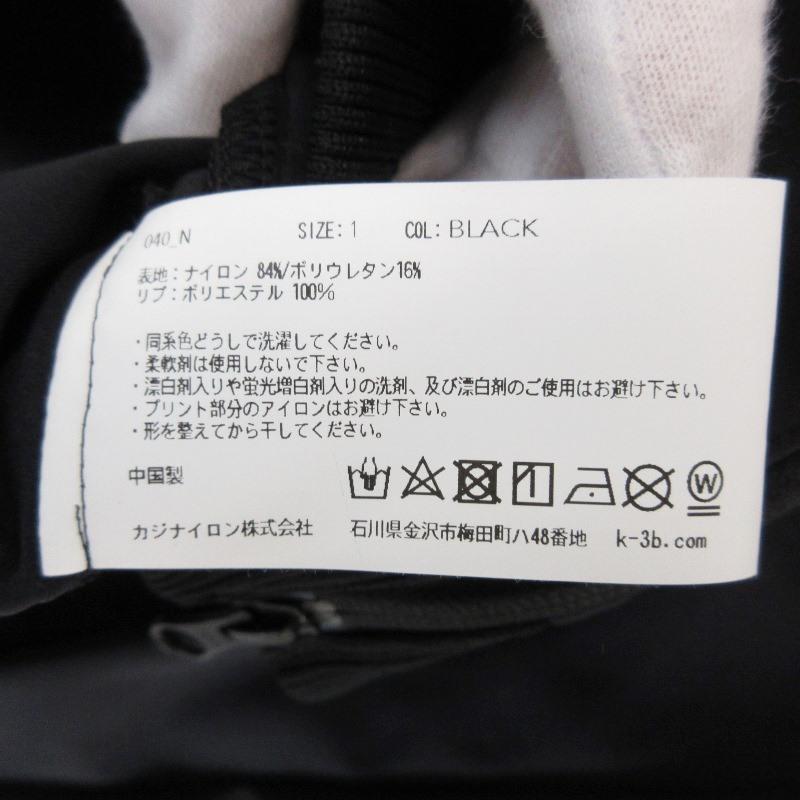 040_N SIZE: 1 COL: BLACK
表地：ナイロン 84%/ポリウレタン16%
リブ：ポリエステル 100%
・同系色どうしで洗濯してください。
・柔軟剤は使用しないで下さい。
・漂白剤入りや蛍光増白剤入りの洗剤、及び漂白剤のご使用はお避け下さい。
・プリント部分のアイロンはお避け下さい。
・形を整えてから干してください。
中国製 W
カジナイロン株式会社 石川県金沢市梅田町ハ48番地 k-3b.com